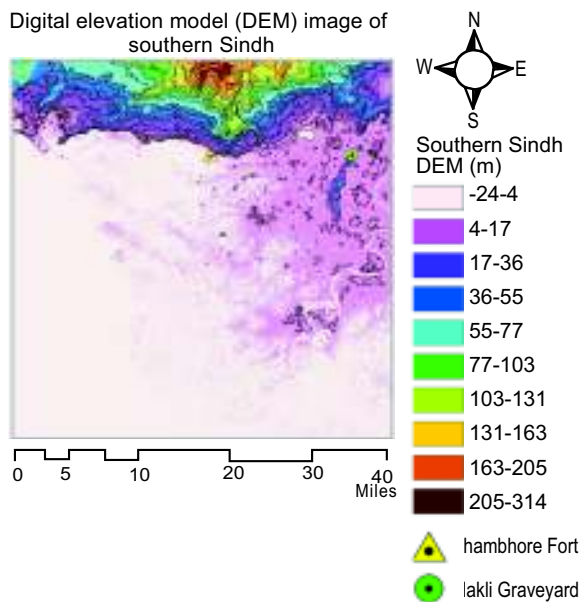 Digital elevation model (DEM) image of
southern Sindh
N
W
E
S
Southern Sindh
DEM (m)
-24-4
4-17
17-36
36-55
55-77
77-103
103-131
131-163
163-205
205-314
hambhore Fort
lakli Graveyard
0 5 10 20 30 40
Miles